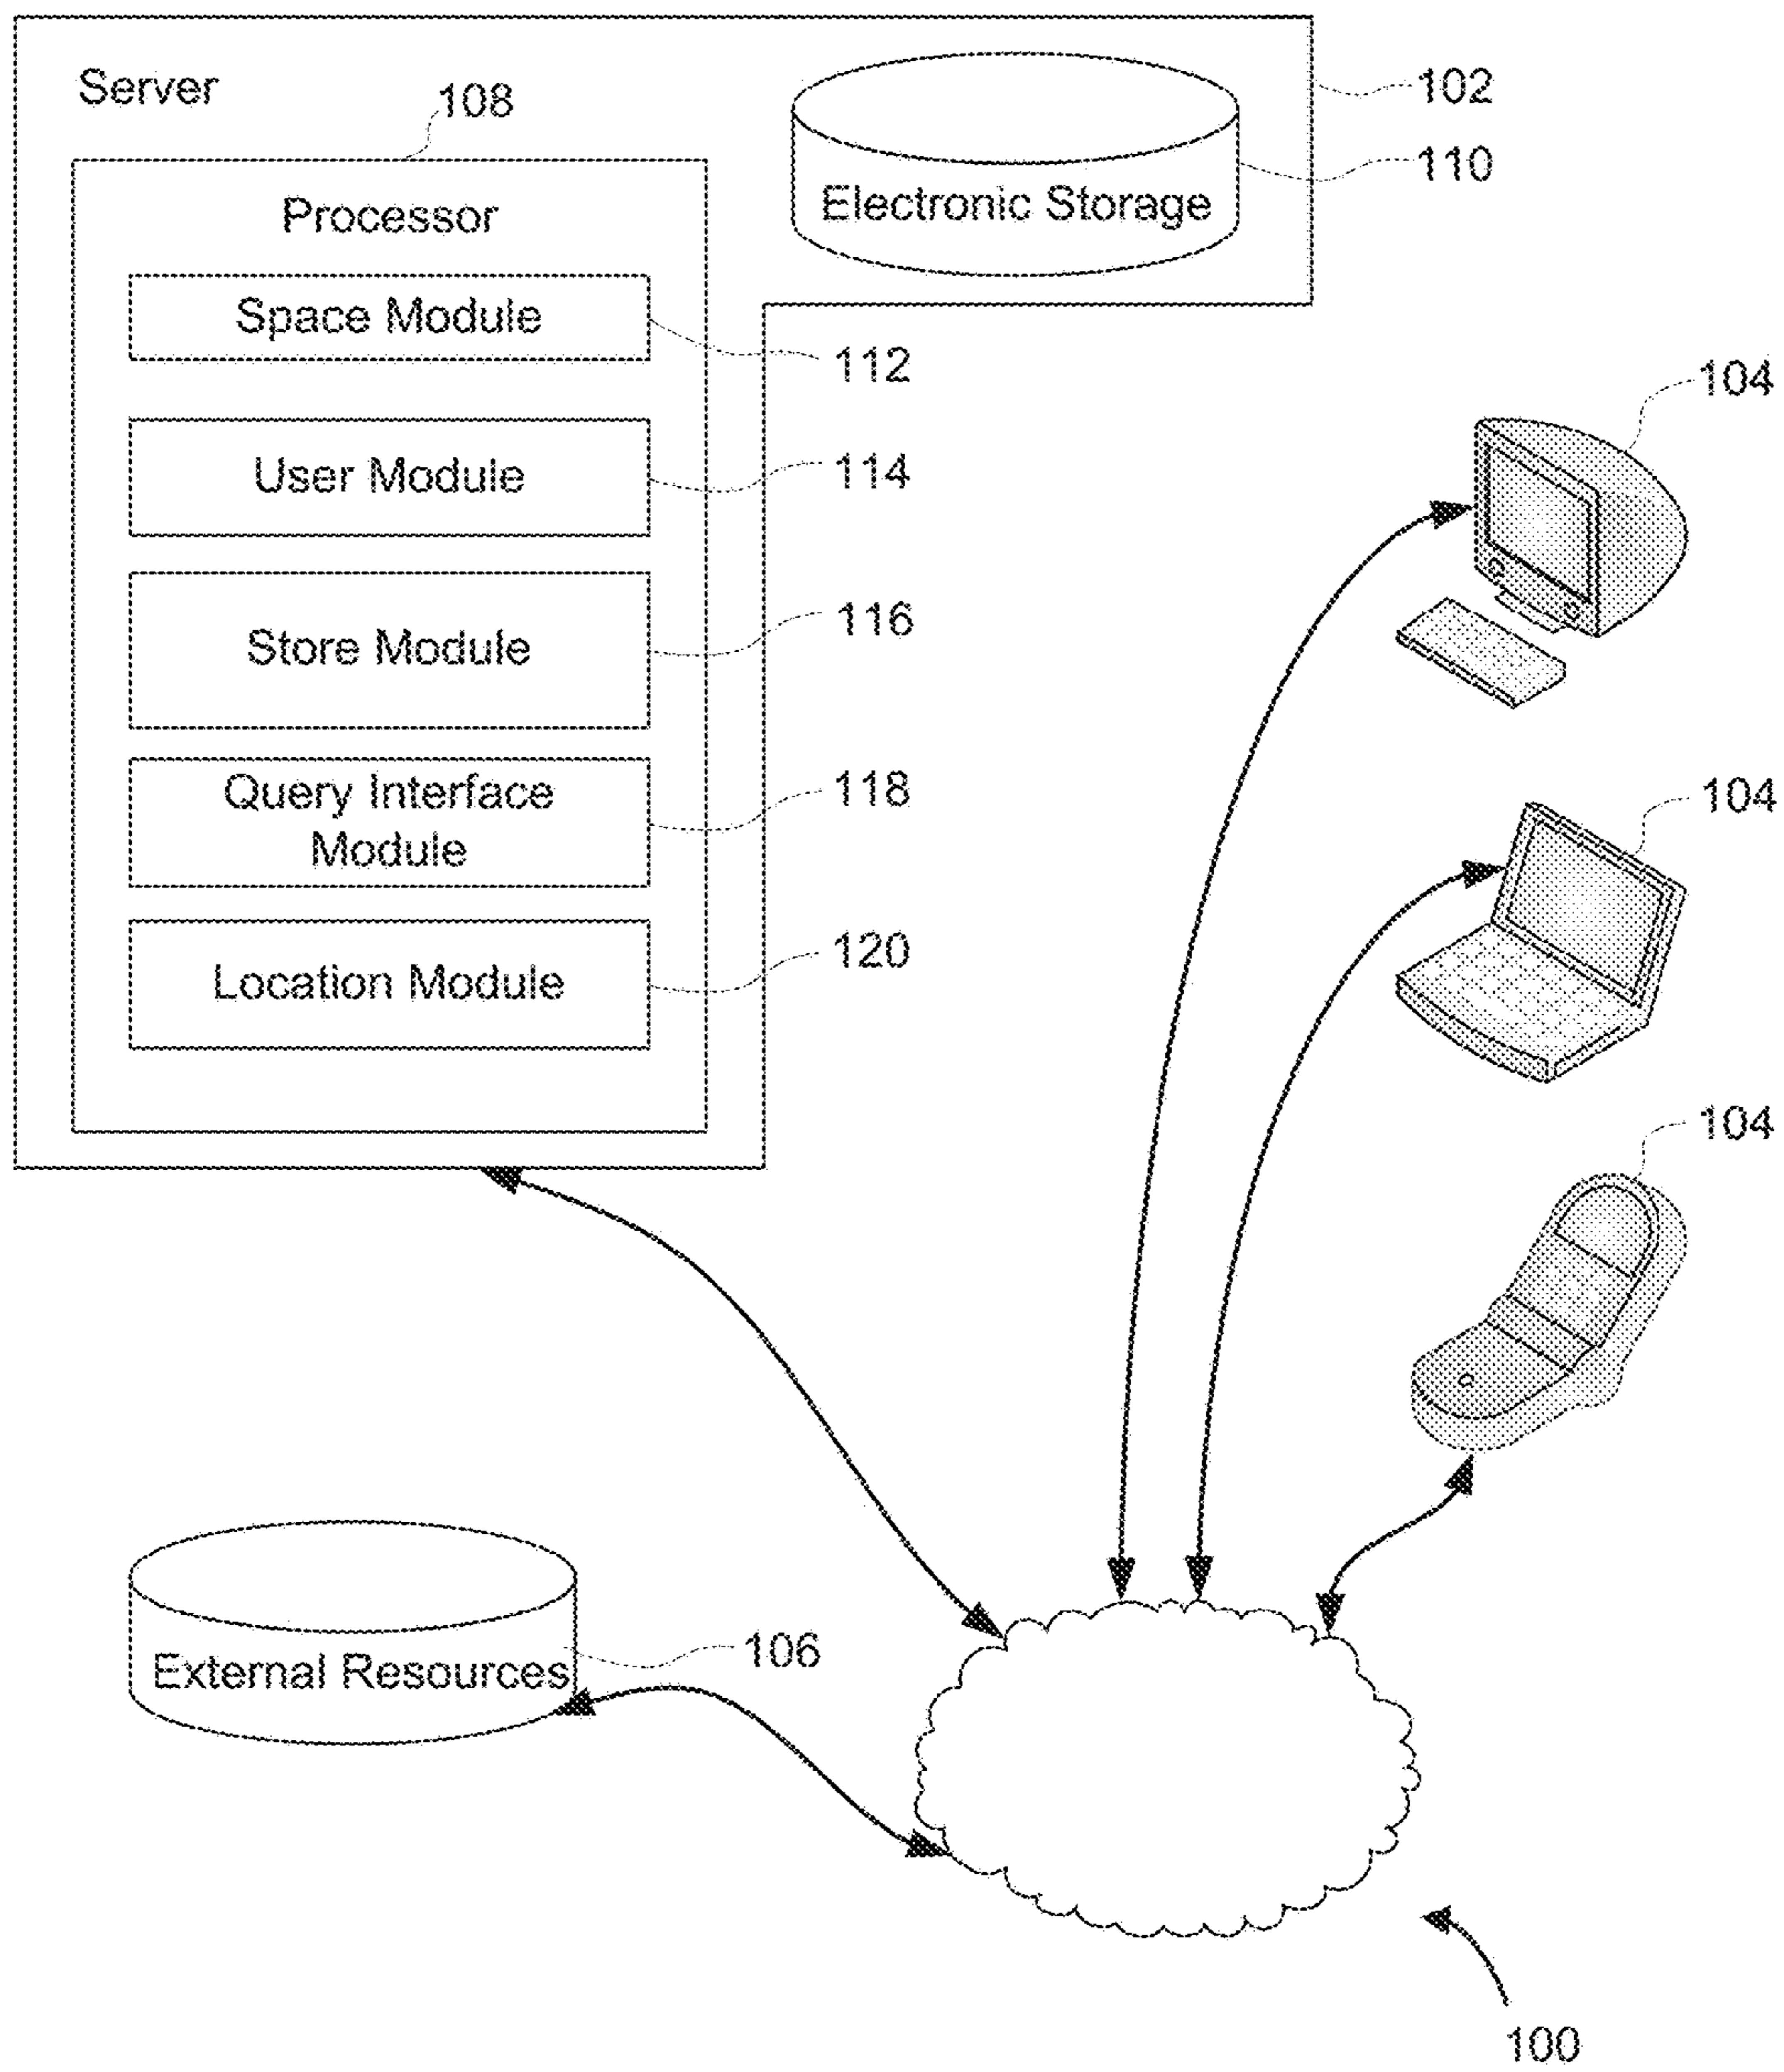 Server
108
102
110
Electronic Storage
Processor
Space Module
112
User Module
114
Store Module
116
Query Interface
Module
118
Location Module
120
104
104
104
External Resources
106
100